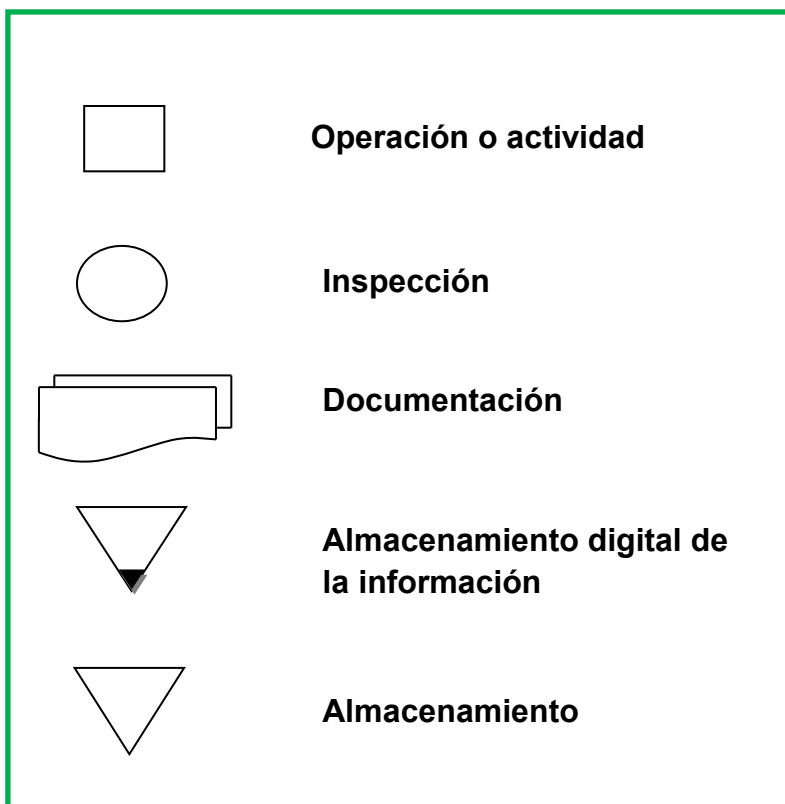 Operación o actividad
Inspección
Documentación
Almacenamiento digital de
la información
Almacenamiento